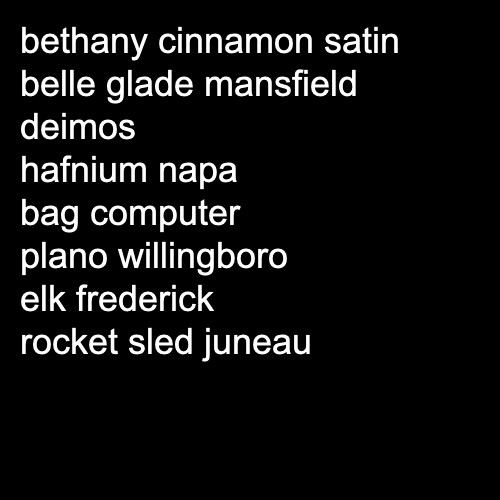 bethany cinnamon satin
belle glade mansfield
deimos
hafnium napa
bag computer
plano willingboro
elk frederick
rocket sled juneau